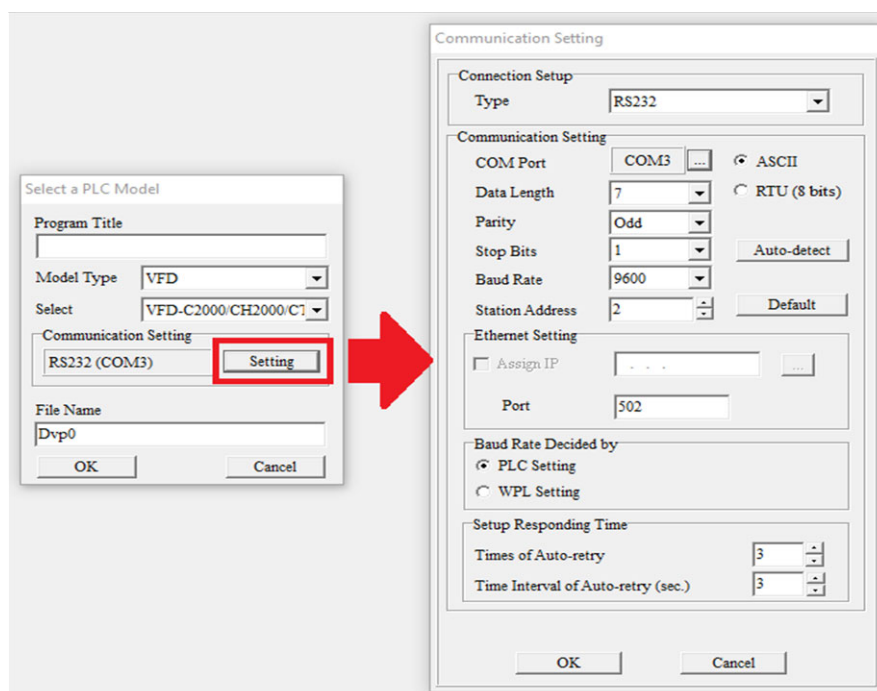 Select a PLC Model
Program Title
Model Type VFD
Select VFD-C2000/CH2000/CT
Communication Setting
RS232 (COM3) Setting
File Name
Dvp0
OK Cancel
Communication Setting
Connection Setup
Type RS232
Communication Setting
COM Port COM3 ... ASCII
Data Length 7 RTU (8 bits)
Parity Odd
Stop Bits 1 Auto-detect
Baud Rate 9600
Station Address 2 Default
Ethernet Setting
Assign IP . . . ...
Port 502
Baud Rate Decided by
PLC Setting
WPL Setting
Setup Responding Time
Times of Auto-retry 3
Time Interval of Auto-retry (sec.) 3
OK Cancel